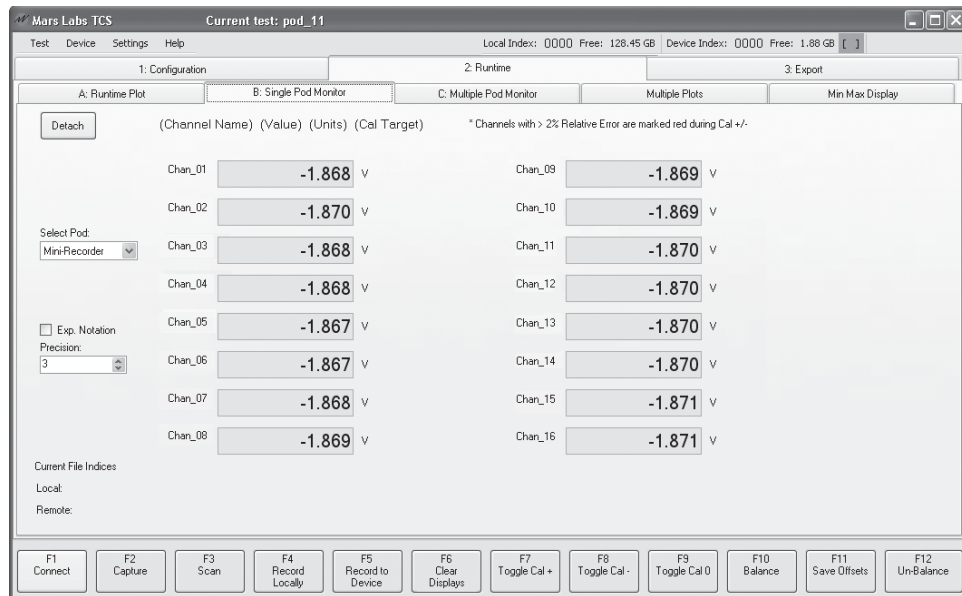 Mars Labs TCS Current test: pod_11
Test Device Settings Help Local Index: 0000 Free: 128.45 GB Device Index: 0000 Free: 1.88 GB [ ]
1: Configuration 2: Runtime 3: Export
A: Runtime Plot B: Single Pod Monitor C: Multiple Pod Monitor Multiple Plots Min Max Display
Detach (Channel Name) (Value) (Units) (Cal Target) * Channels with > 2% Relative Error are marked red during Cal +/-
Chan_01 -1.868 V Chan_09 -1.869 V
Chan_02 -1.870 V Chan_10 -1.869 V
Select Pod:
Mini-Recorder Chan_03 -1.868 V Chan_11 -1.870 V
Chan_04 -1.868 V Chan_12 -1.870 V
Exp. Notation Chan_05 -1.867 V Chan_13 -1.870 V
Precision:
3 Chan_06 -1.867 V Chan_14 -1.870 V
Chan_07 -1.868 V Chan_15 -1.871 V
Chan_08 -1.869 V Chan_16 -1.871 V
Current File Indices
Local:
Remote:
F1 F2 F3 F4 F5 F6 F7 F8 F9 F10 F11 F12
Connect Capture Scan Record Locally Record to Device Clear Displays Toggle Cal + Toggle Cal - Toggle Cal 0 Balance Save Offsets Un-Balance